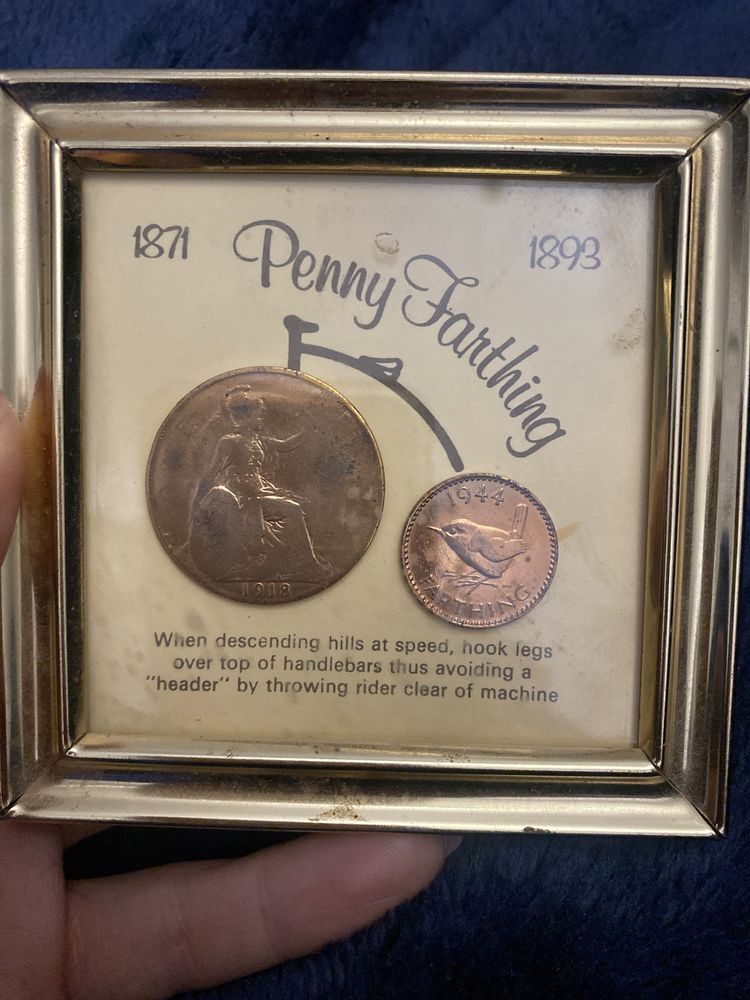 1871
Penny Farthing
1893
1944
FARTHING
1918
When descending hills at speed, hook legs
over top of handlebars thus avoiding a
"header" by throwing rider clear of machine